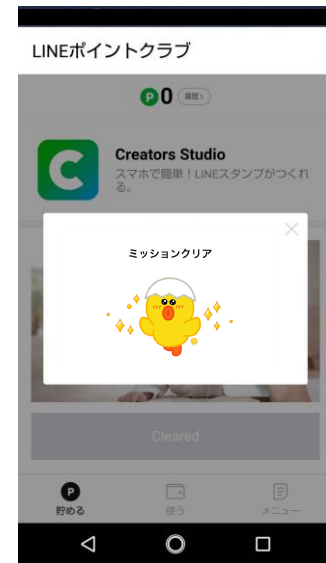 LINEポイントクラブ
P 0 履歴>
C
Creators Studio
スマホで簡単！LINEスタンプがつくれ
る。
ミッションクリア
Cleared
P
貯める
使う
メニュー